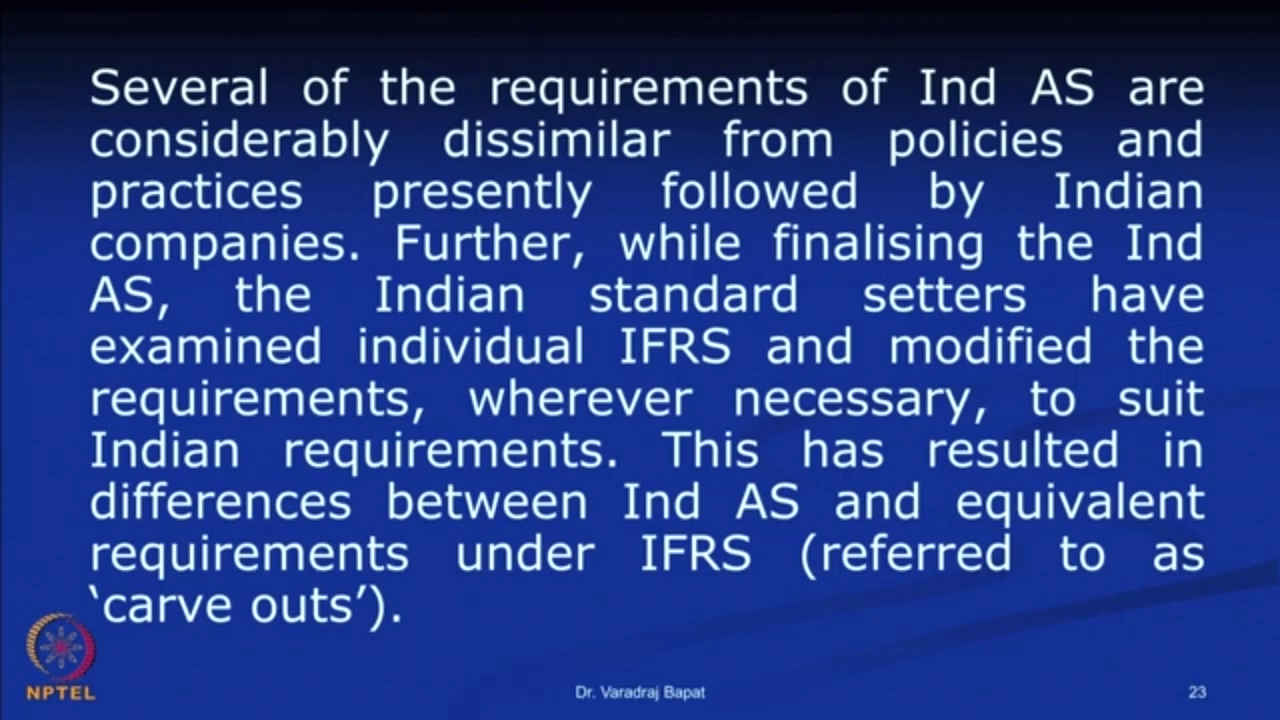 Several of the requirements of Ind AS are
considerably dissimilar from policies and
practices presently followed by Indian
companies. Further, while finalising the Ind
AS, the Indian standard setters have
examined individual IFRS and modified the
requirements, wherever necessary, to suit
Indian requirements. This has resulted in
differences between Ind AS and equivalent
requirements under IFRS (referred to as
‘carve outs’).
NPTEL
Dr. Varadraj Bapat
23